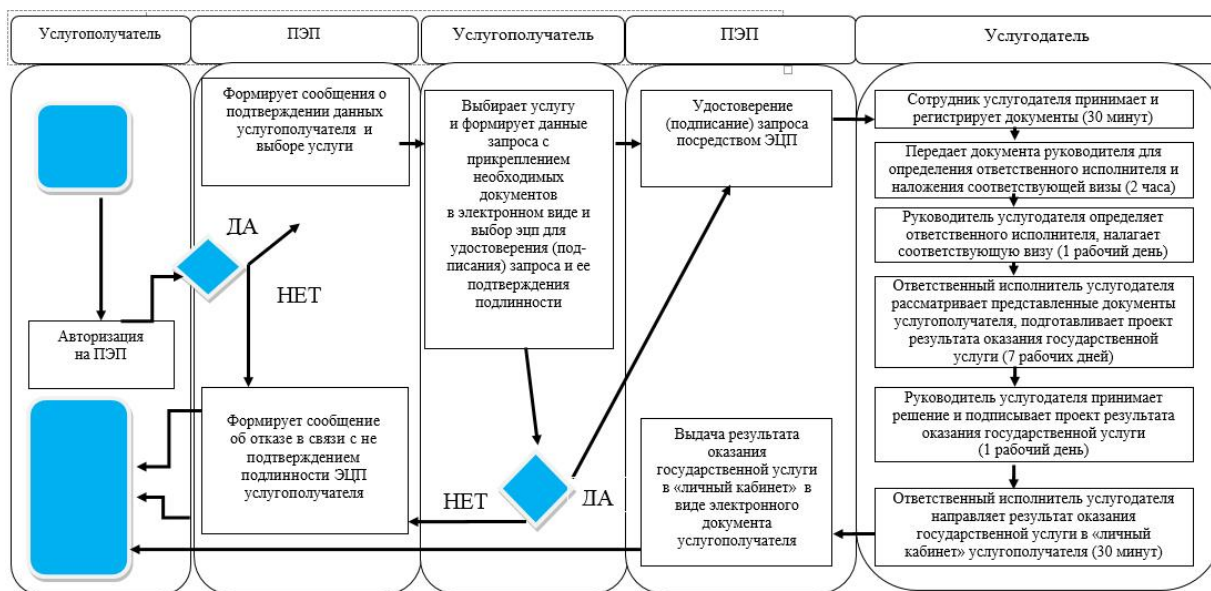 Услугополучатель
ПЭП
Услугополучатель
ПЭП
Услугодатель
Авторизация
на ПЭП
ДА
НЕТ
Формирует сообщения о
подтверждении данных
услугополучателя и
выборе услуги
Формирует сообщение
об отказе в связи с не
подтверждением
подлинности ЭЦП
услугополучателя
Выбирает услугу
и формирует данные
запроса с
прикреплением
необходимых
документов
в электронном виде и
выбор эцп для
удостоверения (под-
писания) запроса и ее
подтверждения
подлинности
НЕТ
ДА
Удостоверение
(подписание) запроса
посредством ЭЦП
Выдача результата
оказания
государственной услуги
в «личный кабинет» в
виде электронного
документа
услугополучателя
Сотрудник услугодателя принимает и
регистрирует документы (30 минут)
Передает документа руководителя для
определения ответственного исполнителя и
наложения соответствующей визы (2 часа)
Руководитель услугодателя определяет
ответственного исполнителя, налагает
соответствующую визу (1 рабочий день)
Ответственный исполнитель услугодателя
рассматривает представленные документы
услугополучателя, подготавливает проект
результата оказания государственной
услуги (7 рабочих дней)
Руководитель услугодателя принимает
решение и подписывает проект результата
оказания государственной услуги
(1 рабочий день)
Ответственный исполнитель услугодателя
направляет результат оказания
государственной услуги в «личный
кабинет» услугополучателя (30 минут)